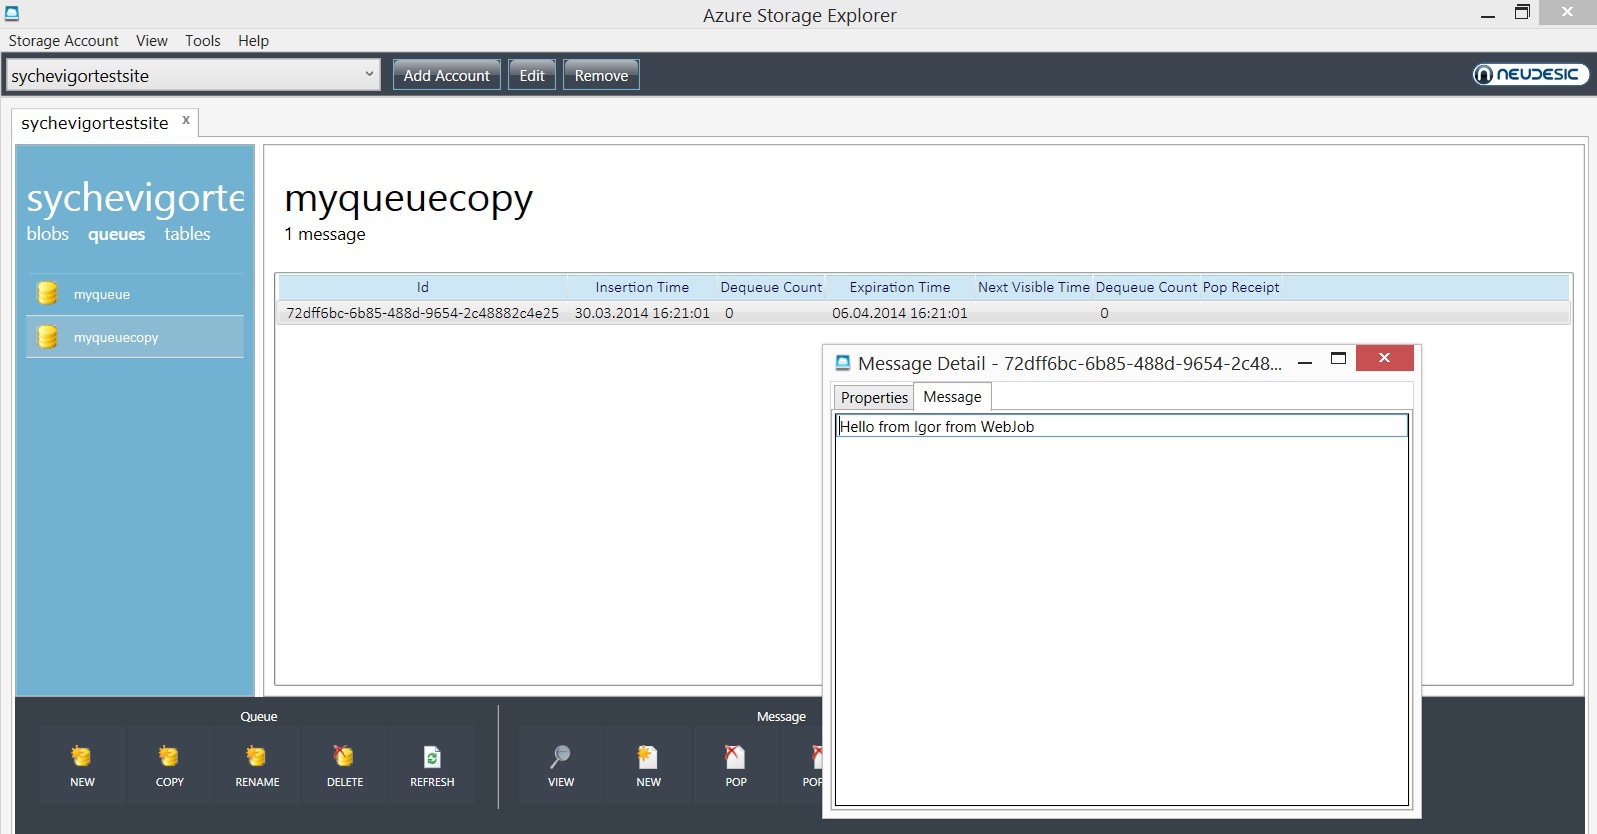 Azure Storage Explorer
Storage Account View Tools Help
sychevigortestsite Add Account Edit Remove NEUDESIC
sychevigortestsite x
sychevigorte
blobs queues tables
myqueue
myqueuecopy
myqueuecopy
1 message
Id Insertion Time Dequeue Count Expiration Time Next Visible Time Dequeue Count Pop Receipt
72dff6bc-6b85-488d-9654-2c48882c4e25 30.03.2014 16:21:01 0 06.04.2014 16:21:01 0
Message Detail - 72dff6bc-6b85-488d-9654-2c48...
Properties Message
Hello from Igor from WebJob
Queue
NEW COPY RENAME DELETE REFRESH
Message
VIEW NEW POP POP